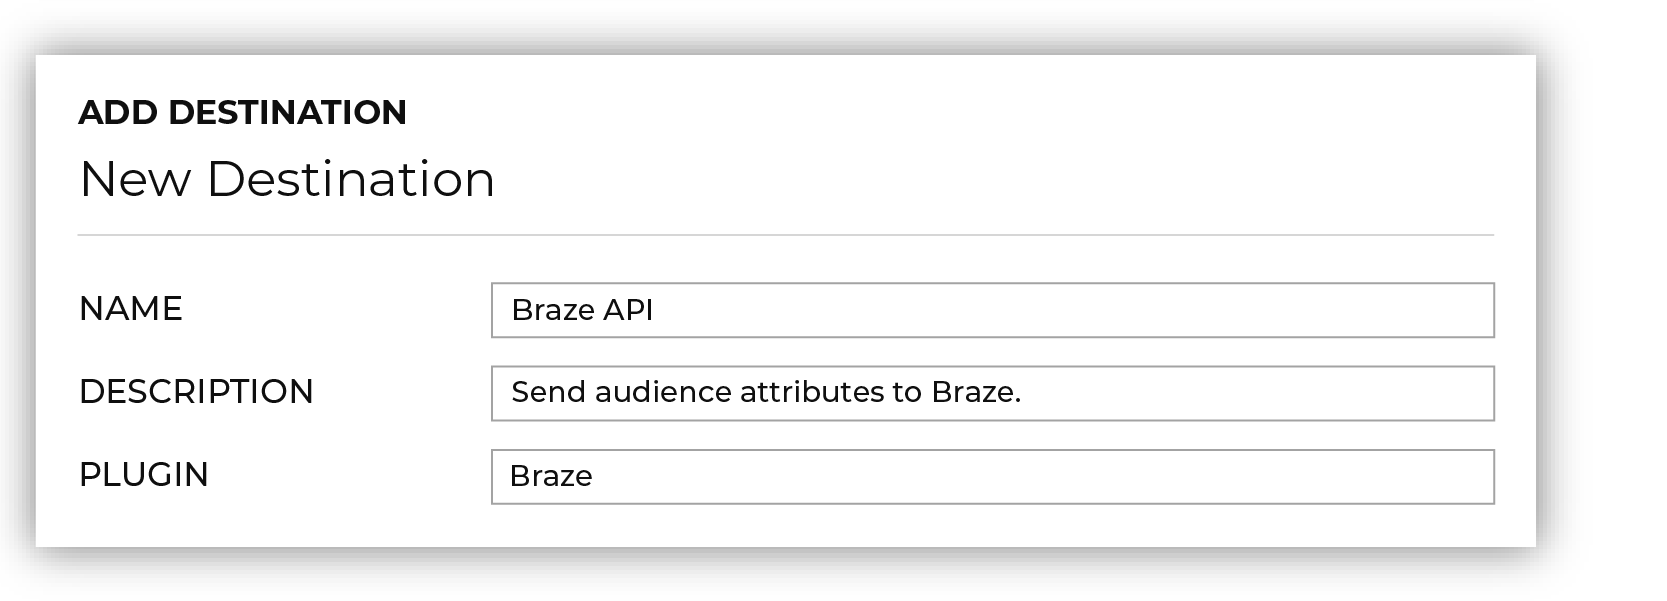 ADD DESTINATION
New Destination
NAME
Braze API
DESCRIPTION
Send audience attributes to Braze.
PLUGIN
Braze